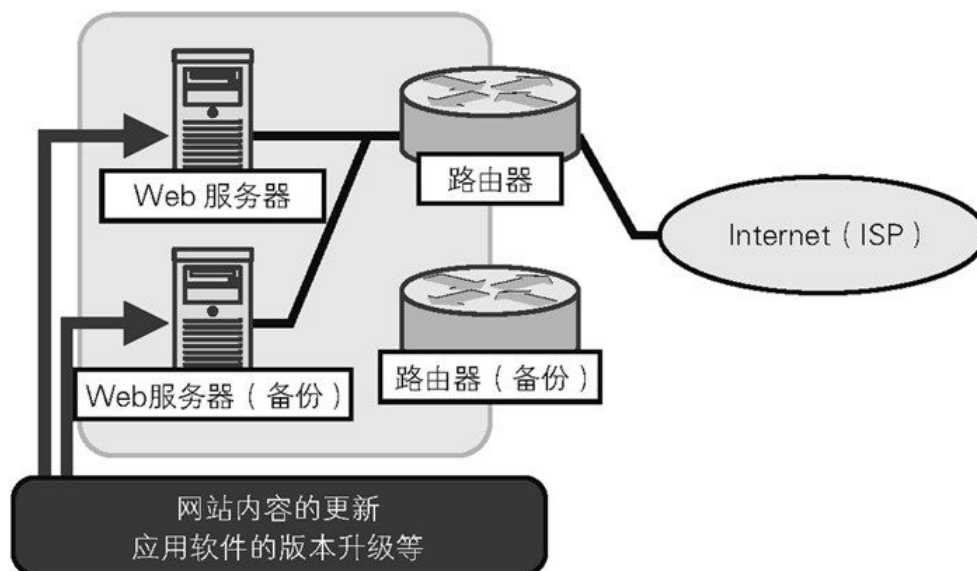 Web 服务器
路由器
Internet（ISP）
Web服务器（备份）
路由器（备份）
网站内容的更新
应用软件的版本升级等